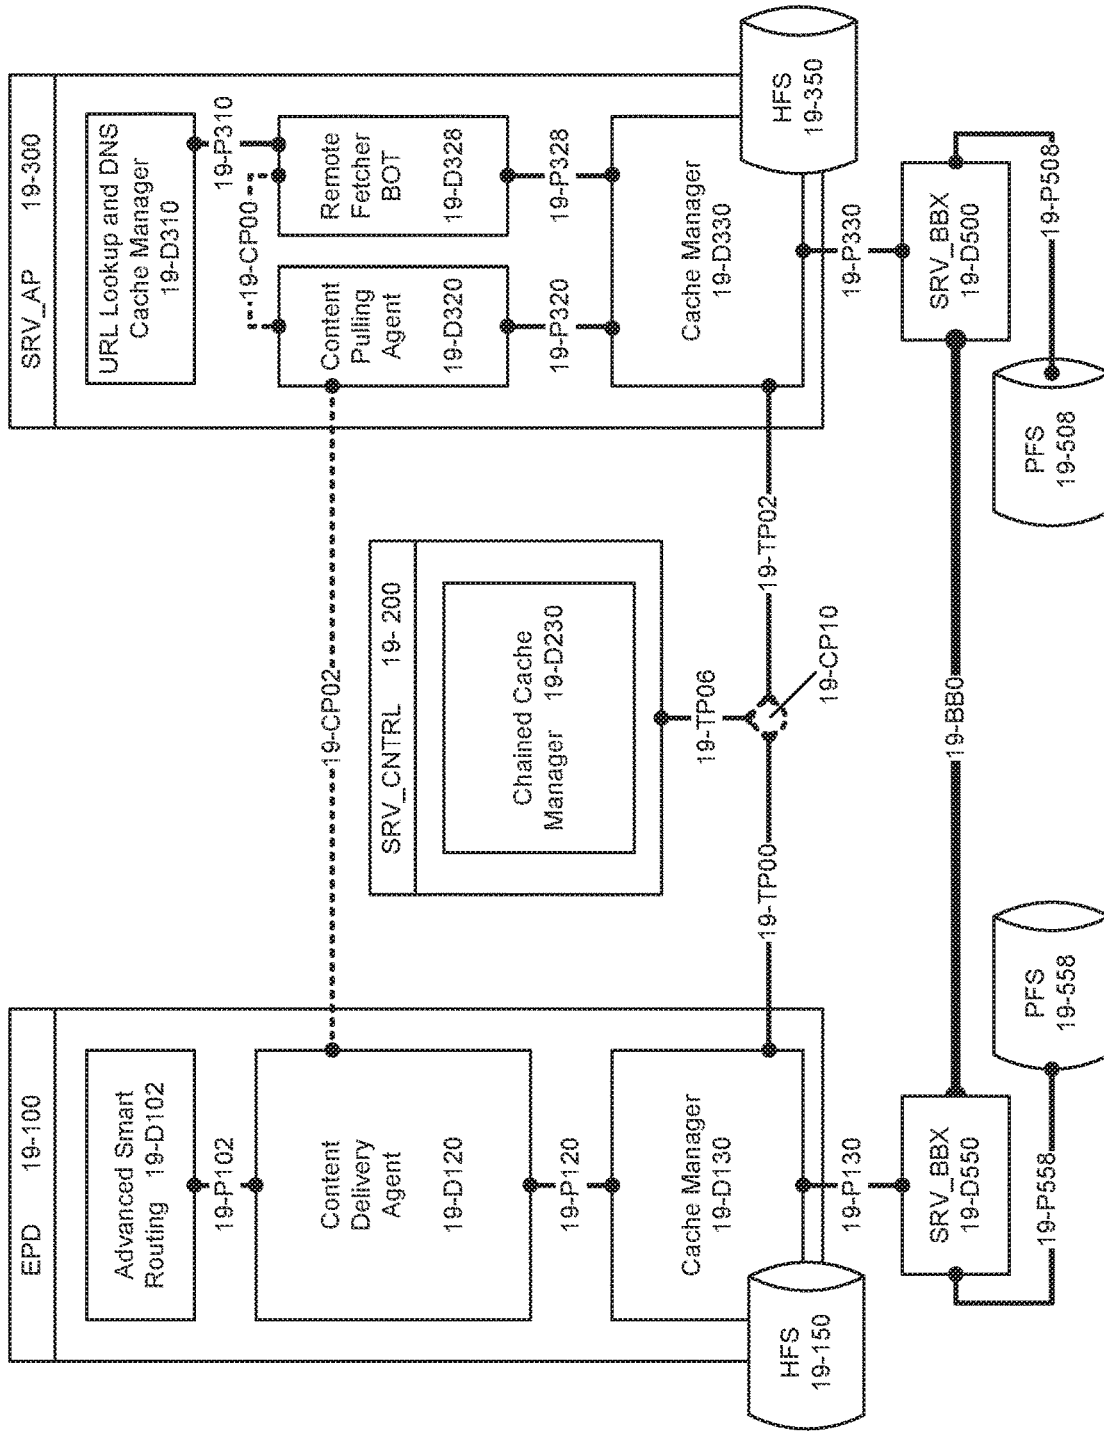 EPD 19-100
Advanced Smart
Routing 19-D102
19-P102
Content
Delivery
Agent
19-D120
19-P120
Cache Manager
19-D130
HFS
19-150
19-P130
SRV_BBX
19-D550
19-P558
PFS
19-558
19-CP02
SRV_CNTRL 19- 200
Chained Cache
Manager 19-D230
19-TP06
19-TP00
19-TP02
19-CP10
19-BB0
SRV_AP 19-300
URL Lookup and DNS
Cache Manager
19-D310
19-P310
19-CP00
Content
Pulling
Agent
19-D320
Remote
Fetcher
BOT
19-D328
19-P320
19-P328
Cache Manager
19-D330
HFS
19-350
19-P330
SRV_BBX
19-D500
19-P508
PFS
19-508